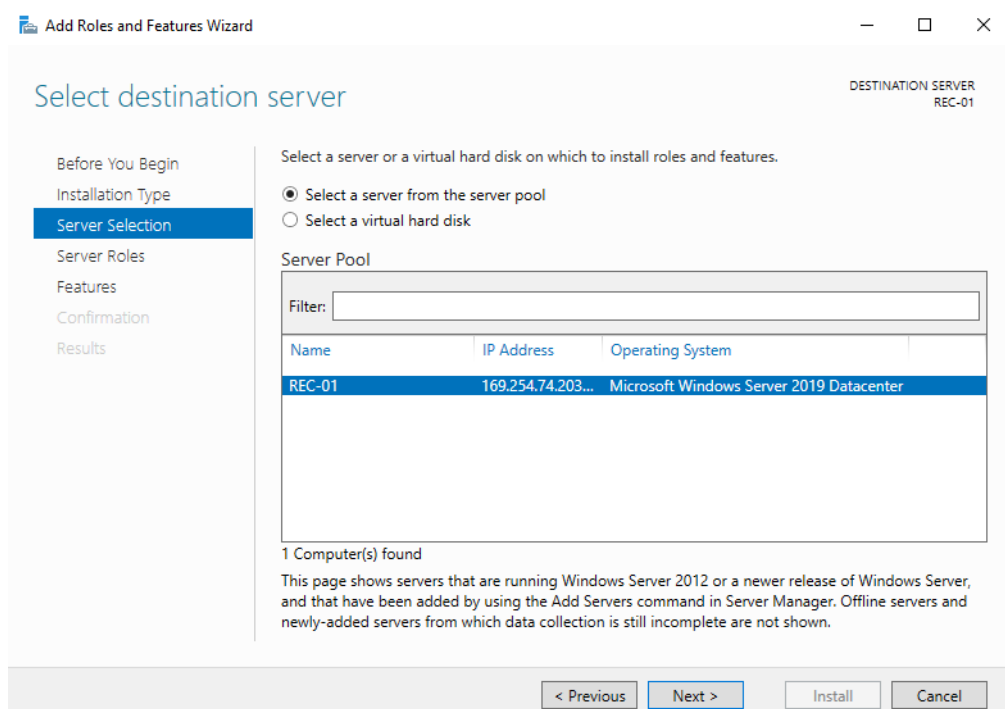 Add Roles and Features Wizard
Select destination server
DESTINATION SERVER
REC-01
Before You Begin
Installation Type
Server Selection
Server Roles
Features
Confirmation
Results
Select a server or a virtual hard disk on which to install roles and features.
Select a server from the server pool
Select a virtual hard disk
Server Pool
Filter:
Name IP Address Operating System
REC-01 169.254.74.203... Microsoft Windows Server 2019 Datacenter
1 Computer(s) found
This page shows servers that are running Windows Server 2012 or a newer release of Windows Server,
and that have been added by using the Add Servers command in Server Manager. Offline servers and
newly-added servers from which data collection is still incomplete are not shown.
< Previous Next > Install Cancel